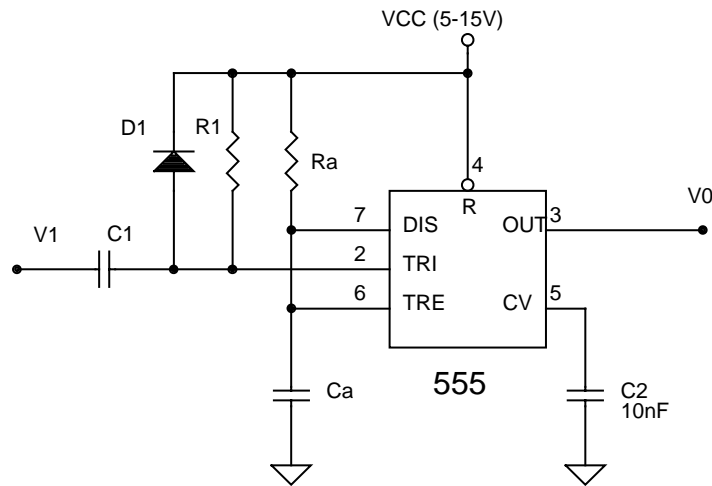 VCC (5-15V)
D1
R1
Ra
4
R
V0
7
DIS
OUT
3
V1
C1
2
TRI
6
TRE
CV
5
555
Ca
C2
10nF